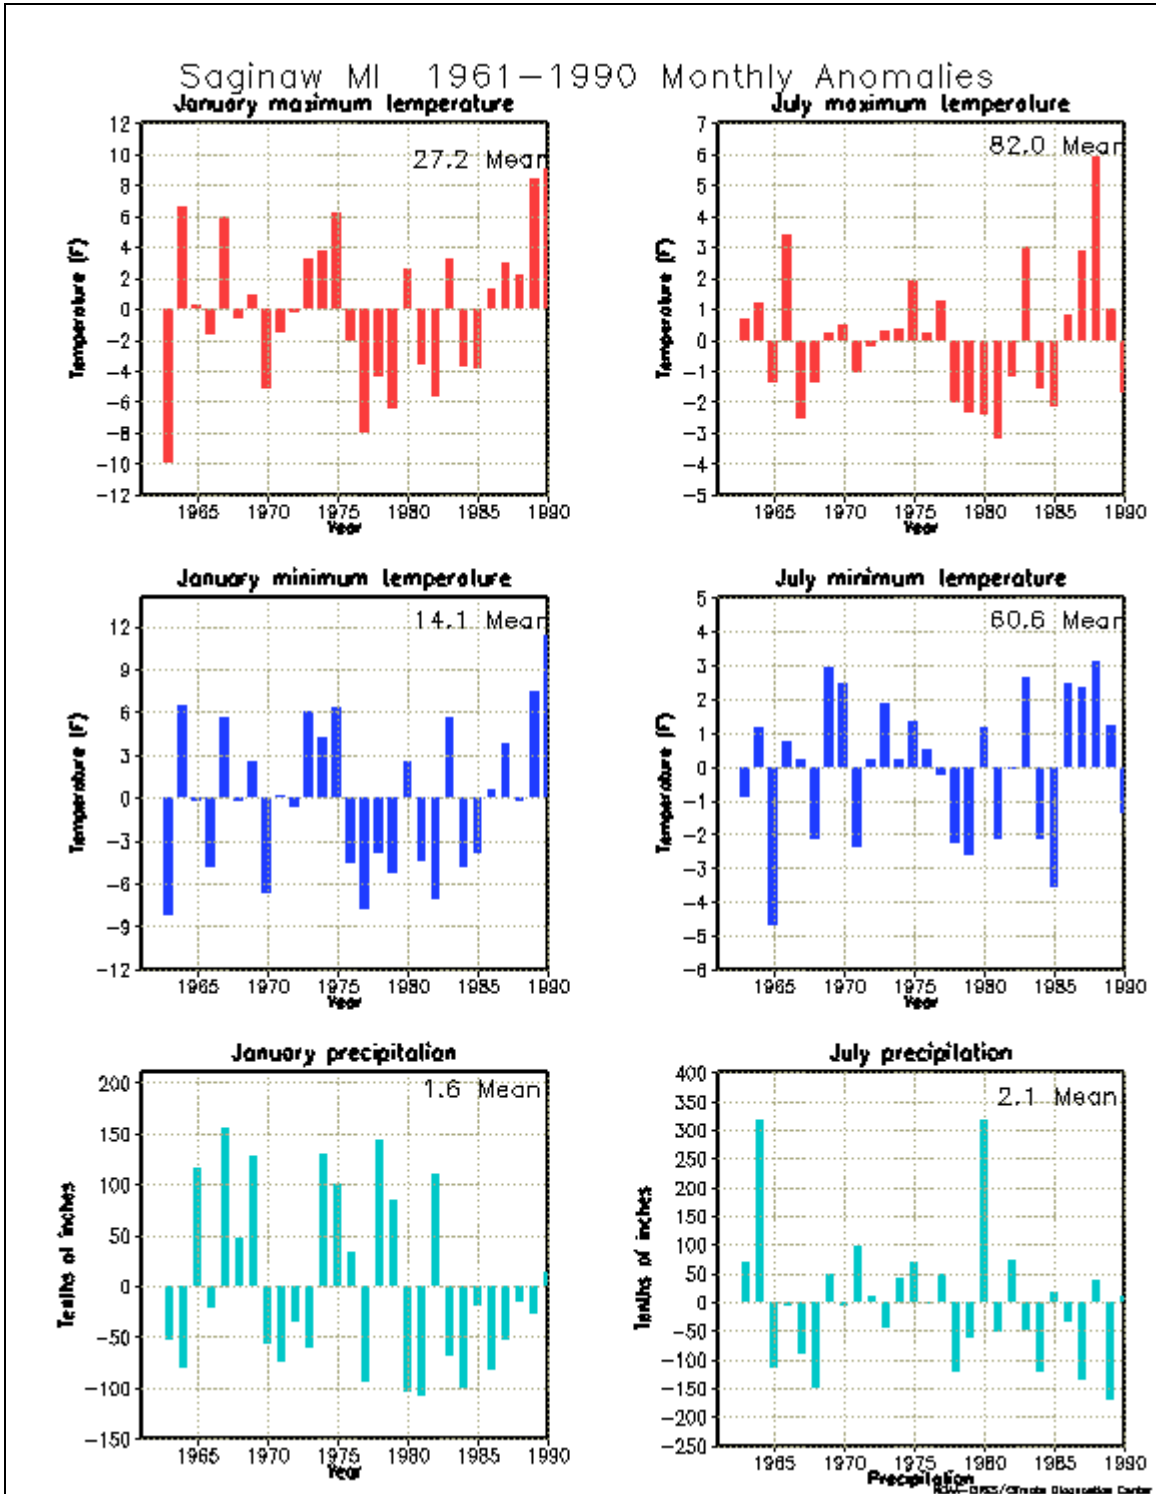 Saginaw MI 1961-1990 Monthly Anomalies
January maximum temperature
27.2 Mean
Temperature (F)
12
10
8
6
4
2
0
-2
-4
-6
-8
-10
-12
1965 1970 1975 1980 1985 1990
Year
July maximum temperature
82.0 Mean
Temperature (F)
7
6
5
4
3
2
1
0
-1
-2
-3
-4
-5
1965 1970 1975 1980 1985 1990
Year
January minimum temperature
14.1 Mean
Temperature (F)
12
9
6
3
0
-3
-6
-9
-12
1965 1970 1975 1980 1985 1990
Year
July minimum temperature
60.6 Mean
Temperature (F)
5
4
3
2
1
0
-1
-2
-3
-4
-5
-6
1965 1970 1975 1980 1985 1990
Year
January precipitation
1.6 Mean
Tenths of inches
200
150
100
50
0
-50
-100
-150
1965 1970 1975 1980 1985 1990
Year
July precipitation
2.1 Mean
Tenths of inches
400
350
300
250
200
150
100
50
0
-50
-100
-150
-200
-250
1965 1970 1975 1980 1985 1990
Precipitation
Climate Diagnostics Center